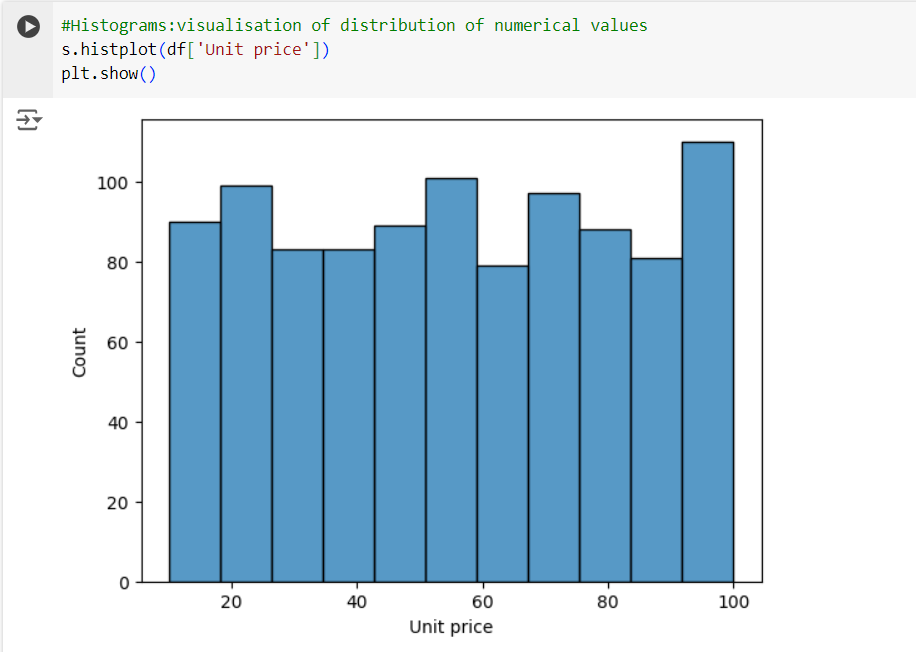 #Histograms:visualisation of distribution of numerical values
s.histplot(df['Unit price'])
plt.show()
100
80
60
40
20
0
Count
20 40 60 80 100
Unit price